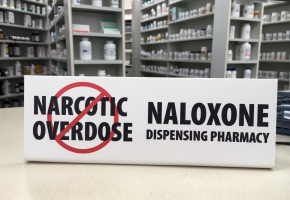 NARCOTIC
OVERDOSE
NALOXONE
DISPENSING PHARMACY